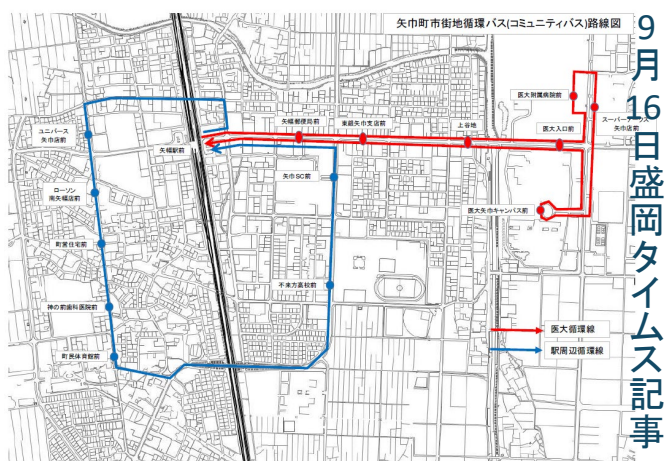 矢巾町市街地循環バス(コミュニティバス)路線図
9月16日盛岡タイムス記事
医大附属病院前
スーパーアークス
矢巾店前
ユニバース
矢巾店前
矢幅郵便局前
東銀矢巾支店前
上谷地
医大入口前
矢幅駅前
矢巾SC前
ローソン
南矢幅店前
医大矢巾キャンパス前
町営住宅前
不来方高校前
神の前歯科医院前
医大循環線
駅周辺循環線
町民体育館前